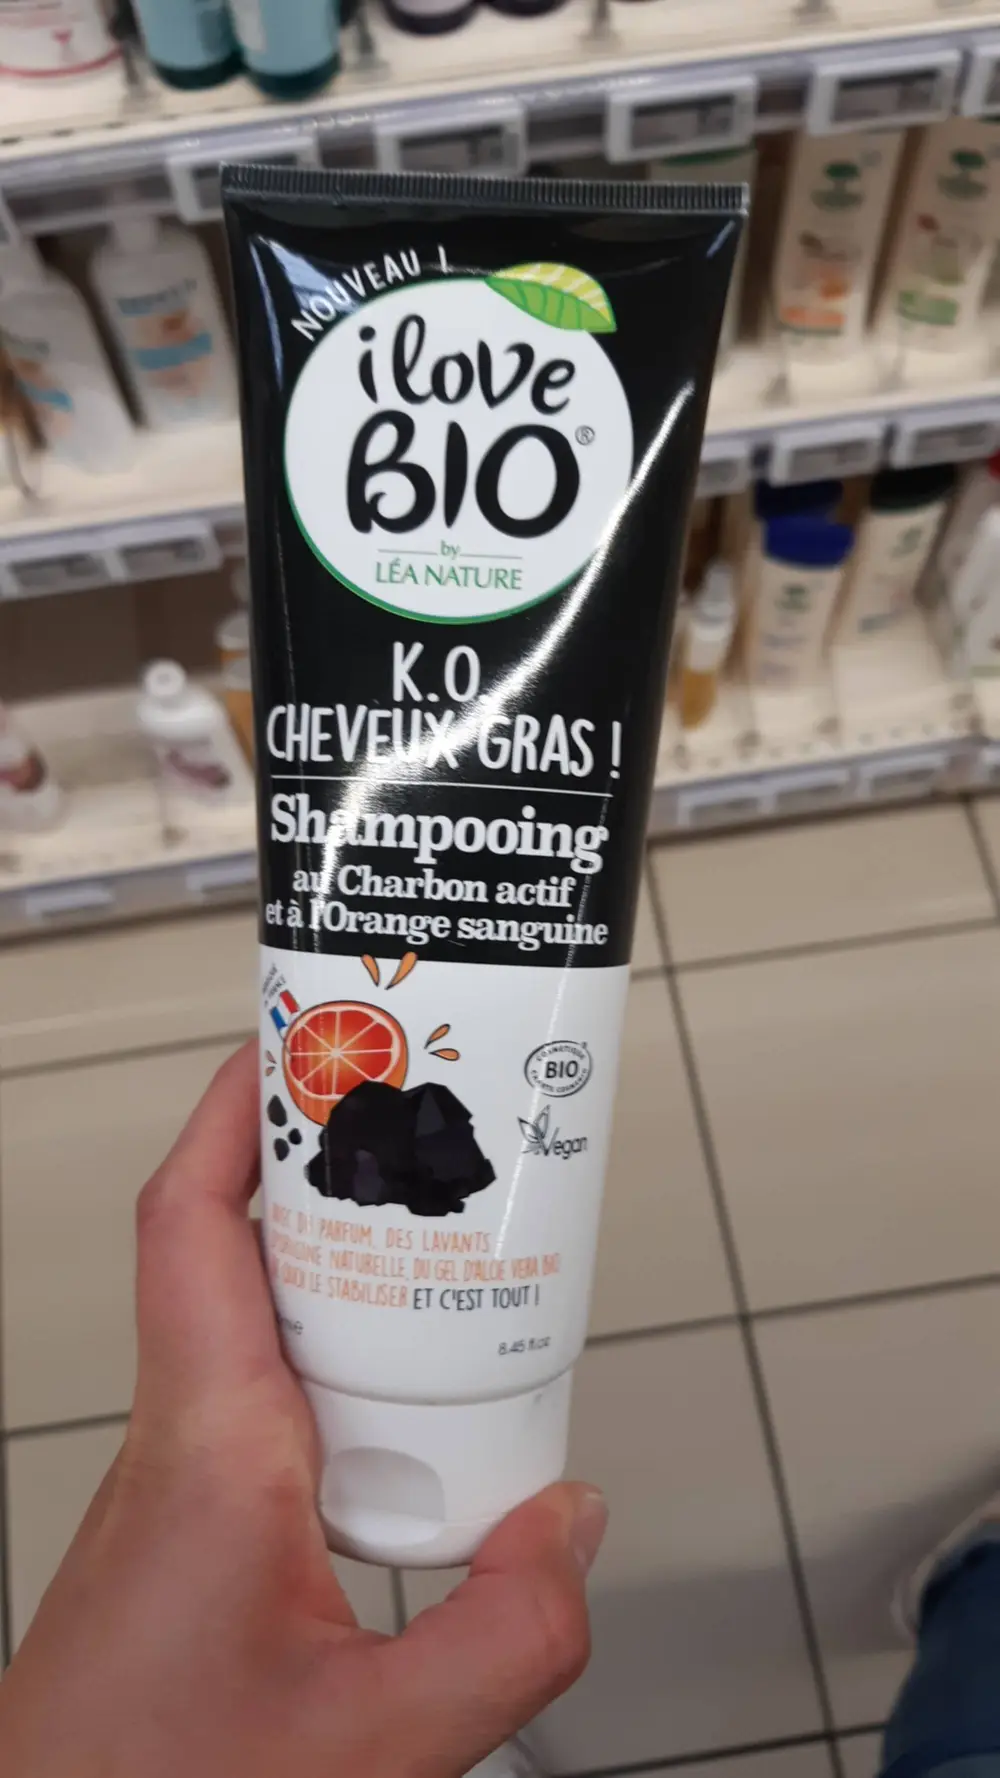 NOUVEAU !
i love
BIO®
by
LÉA NATURE
K.O.
CHEVEUX GRAS !
Shampooing
au Charbon actif
et à l'Orange sanguine
COSMÉTIQUE
BIO
Vegan
PARFUM, DES LAVANTS
NATURELLE, DU GEL D'ALOE VERA BIO
LE STABILISER ET C'EST TOUT !
8.45 fl.oz